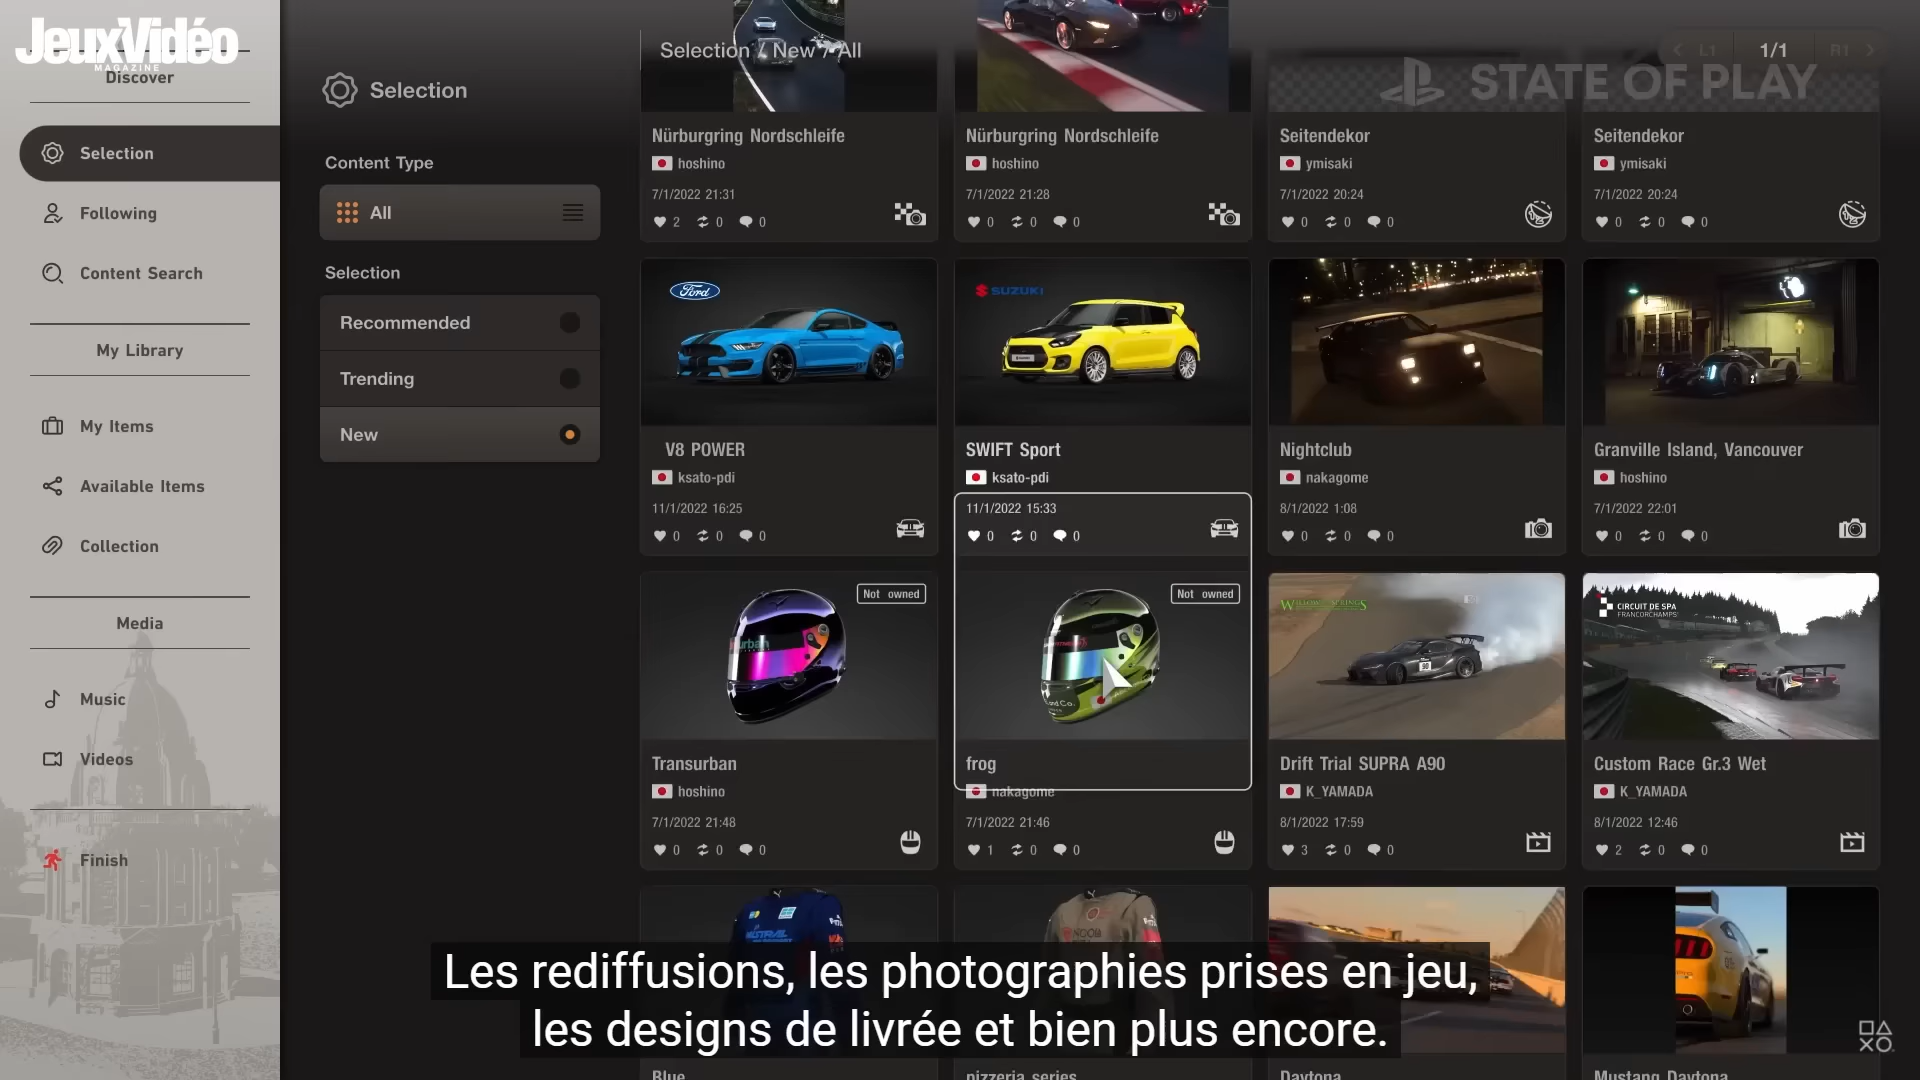 JeuxVidéo
MAGAZINE
Discover
Selection
Following
Content Search
My Library
My Items
Available Items
Collection
Media
Music
Videos
Finish
Selection
Content Type
All
Selection
Recommended
Trending
New
Selection / New / All
L1
1/1
R1
STATE OF PLAY
Nürburgring Nordschleife
hoshino
7/1/2022 21:31
2 0 0
Nürburgring Nordschleife
hoshino
7/1/2022 21:28
0 0 0
Seitendekor
ymisaki
7/1/2022 20:24
0 0 0
Seitendekor
ymisaki
7/1/2022 20:24
0 0 0
Ford
V8 POWER
ksato-pdi
11/1/2022 16:25
0 0 0
SUZUKI
SWIFT Sport
ksato-pdi
11/1/2022 15:33
0 0 0
Nightclub
nakagome
8/1/2022 1:08
0 0 0
Granville Island, Vancouver
hoshino
7/1/2022 22:01
0 0 0
Not owned
Transurban
hoshino
7/1/2022 21:48
0 0 0
Not owned
frog
nakagome
7/1/2022 21:46
1 0 0
Drift Trial SUPRA A90
K_YAMADA
8/1/2022 17:59
3 0 0
CIRCUIT DE SPA
FRANCORCHAMPS
Custom Race Gr.3 Wet
K_YAMADA
8/1/2022 12:46
2 0 0
Les rediffusions, les photographies prises en jeu,
les designs de livrée et bien plus encore.
Blue
pizzeria series
Daytona
Mustang Daytona